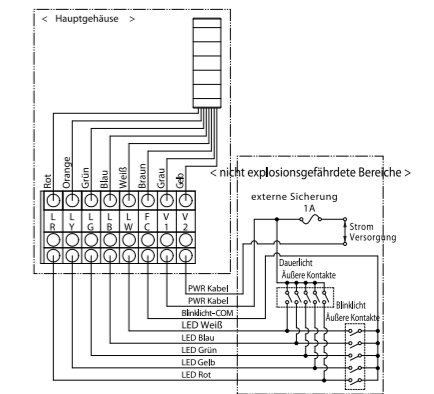 < Hauptgehäuse >
Rot
Orange
Grün
Blau
Weiß
Braun
Grau
Gelb
L R
L Y
L G
L B
L W
F C
V 1
V 2
< nicht explosionsgefährdete Bereiche >
externe Sicherung
1A
Strom
Versorgung
Dauerlicht
Äußere Kontakte
PWR Kabel
PWR Kabel
Blinklicht-COM
Blinklicht
Äußere Kontakte
LED Weiß
LED Blau
LED Grün
LED Gelb
LED Rot